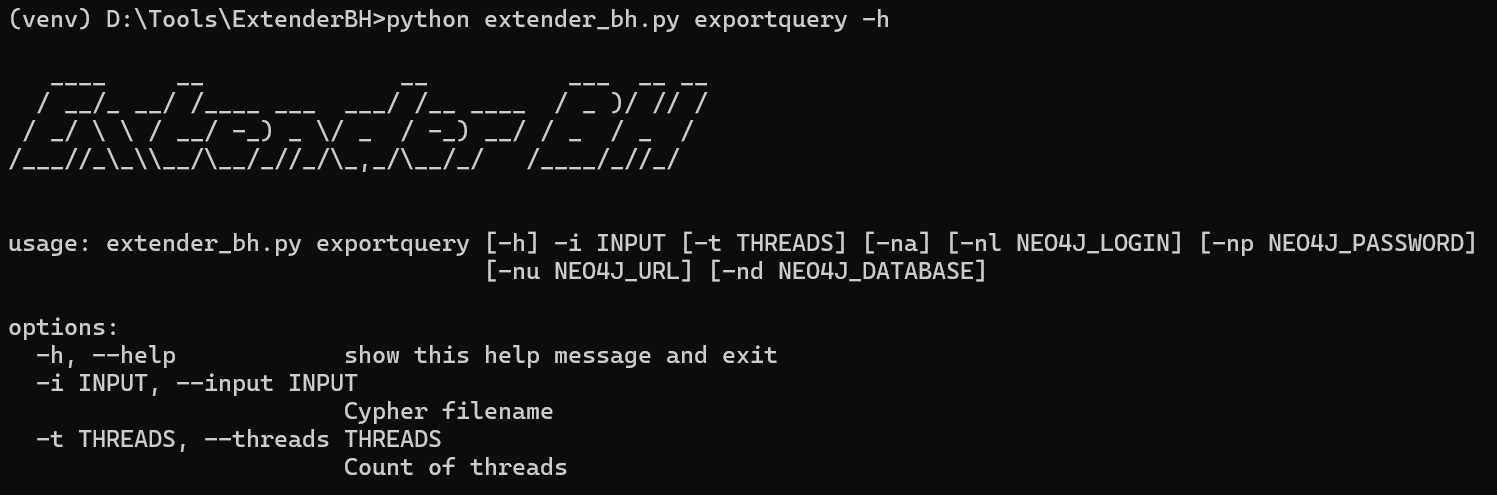 (venv) D:\Tools\ExtenderBH>python extender_bh.py exportquery -h
   ____     __              __          ___  __ __
  / __/_ __/ /____ ___  ___/ /__ ____  / _ )/ // /
 / _/ \ \ / __/ -_) _ \/ _  / -_) __/ / _  / _  /
/___//_\_\\__/\__/_//_/\_,_/\__/_/   /____/_//_/
usage: extender_bh.py exportquery [-h] -i INPUT [-t THREADS] [-na] [-nl NEO4J_LOGIN] [-np NEO4J_PASSWORD]
                                  [-nu NEO4J_URL] [-nd NEO4J_DATABASE]
options:
  -h, --help            show this help message and exit
  -i INPUT, --input INPUT
                        Cypher filename
  -t THREADS, --threads THREADS
                        Count of threads